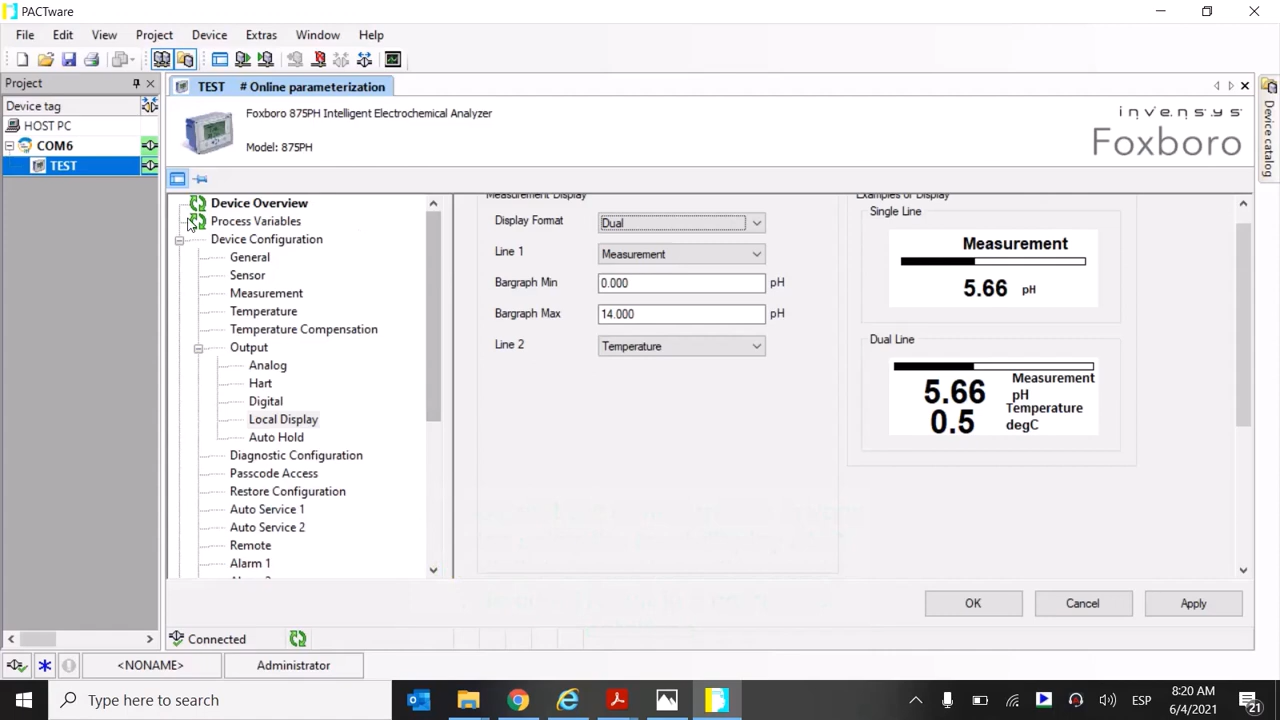 PACTware
File Edit View Project Device Extras Window Help
Project
Device tag
HOST PC
COM6
TEST
TEST # Online parameterization
Foxboro 875PH Intelligent Electrochemical Analyzer
Model: 875PH
invensys
Foxboro
Device catalog
Device Overview
Process Variables
Device Configuration
General
Sensor
Measurement
Temperature
Temperature Compensation
Output
Analog
Hart
Digital
Local Display
Auto Hold
Diagnostic Configuration
Passcode Access
Restore Configuration
Auto Service 1
Auto Service 2
Remote
Alarm 1
Measurement Display
Display Format Dual
Line 1 Measurement
Bargraph Min 0.000 pH
Bargraph Max 14.000 pH
Line 2 Temperature
Examples of Display
Single Line
Measurement
5.66 pH
Dual Line
5.66 Measurement pH
0.5 Temperature degC
OK Cancel Apply
Connected
<NONAME> Administrator
Type here to search
ESP
8:20 AM
6/4/2021
21